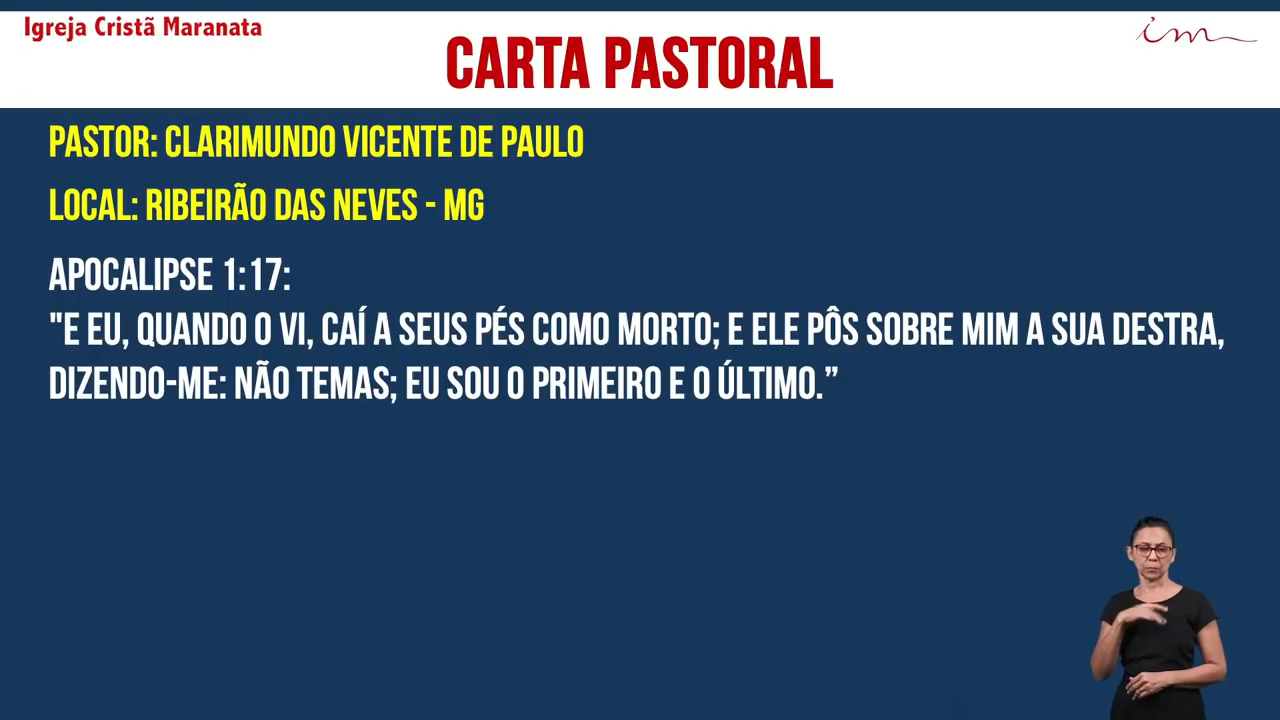 Igreja Cristã Maranata
im
CARTA PASTORAL
PASTOR: CLARIMUNDO VICENTE DE PAULO
LOCAL: RIBEIRÃO DAS NEVES - MG
APOCALIPSE 1:17:
"E EU, QUANDO O VI, CAÍ A SEUS PÉS COMO MORTO; E ELE PÔS SOBRE MIM A SUA DESTRA,
DIZENDO-ME: NÃO TEMAS; EU SOU O PRIMEIRO E O ÚLTIMO.”